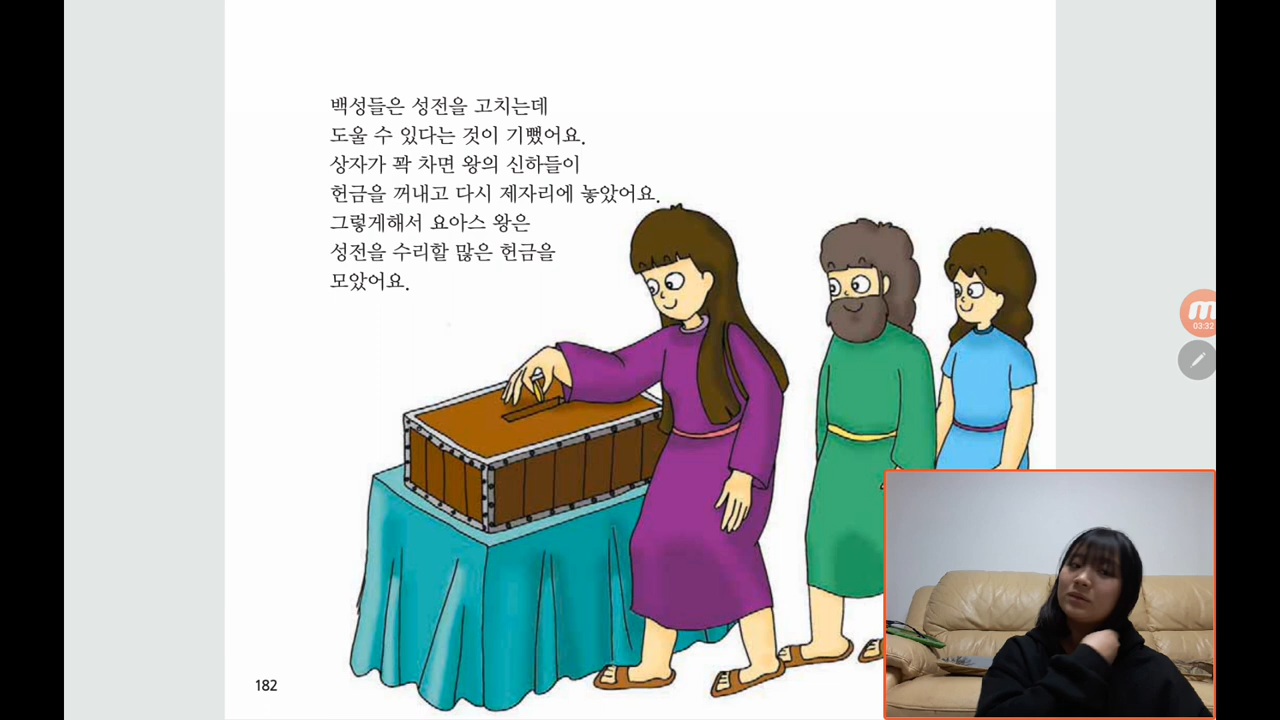 백성들은 성전을 고치는데
도울 수 있다는 것이 기뻤어요.
상자가 꽉 차면 왕의 신하들이
헌금을 꺼내고 다시 제자리에 놓았어요.
그렇게해서 요아스 왕은
성전을 수리할 많은 헌금을
모았어요.
03:32
182